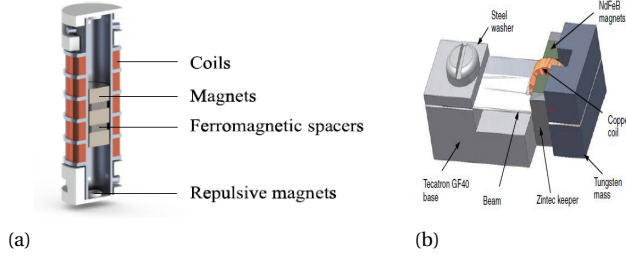 Coils
Magnets
Ferromagnetic spacers
Repulsive magnets
(a)
(b)
NdFeB
magnets
Steel
washer
Coppe
coil
Tungsten
mass
Zintec keeper
Beam
Tecatron GF40
base